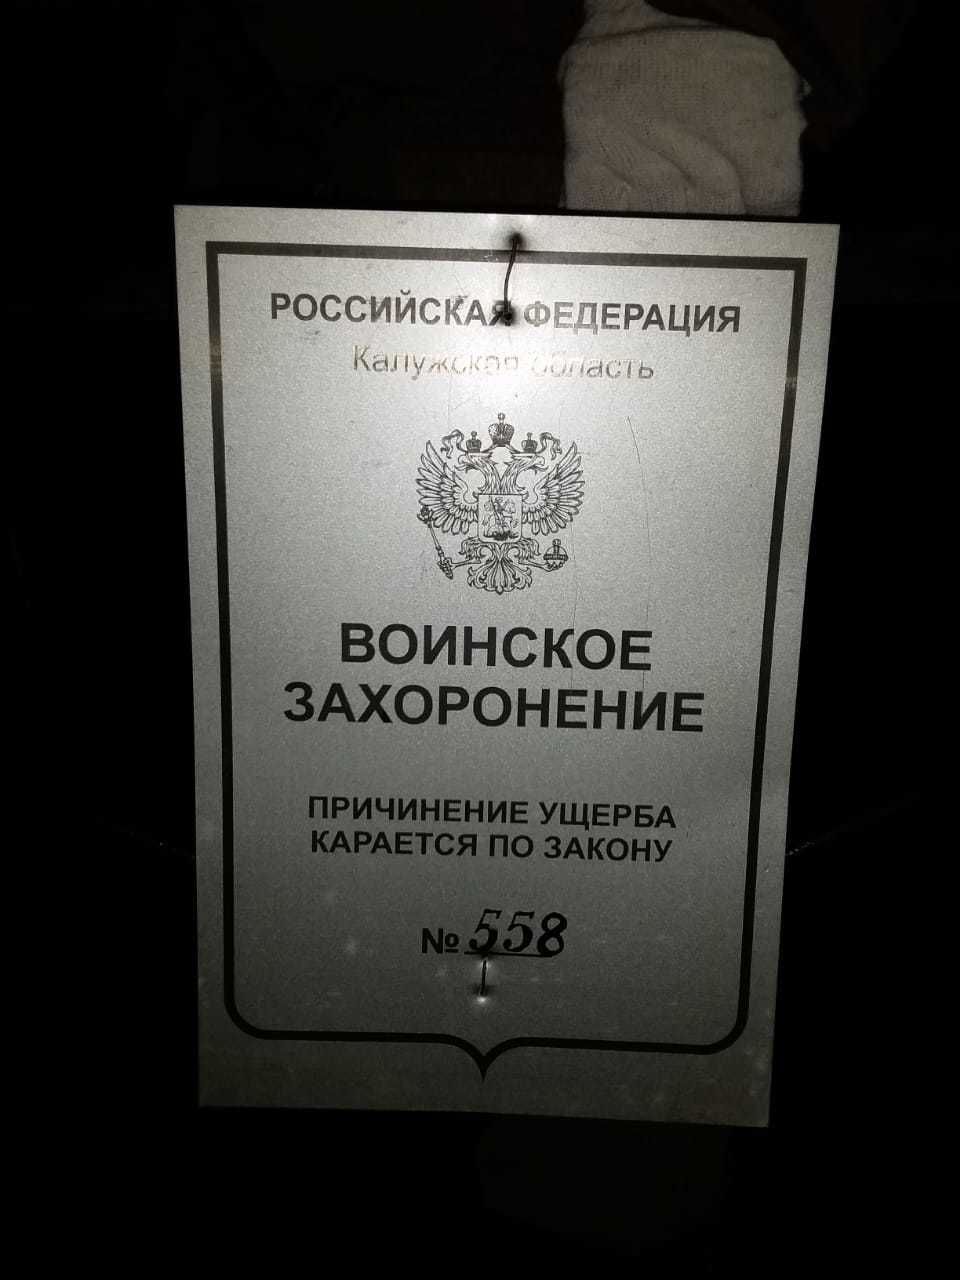 РОССИЙСКАЯ ФЕДЕРАЦИЯ
Калужская область
ВОИНСКОЕ
ЗАХОРОНЕНИЕ
ПРИЧИНЕНИЕ УЩЕРБА
КАРАЕТСЯ ПО ЗАКОНУ
№ 558